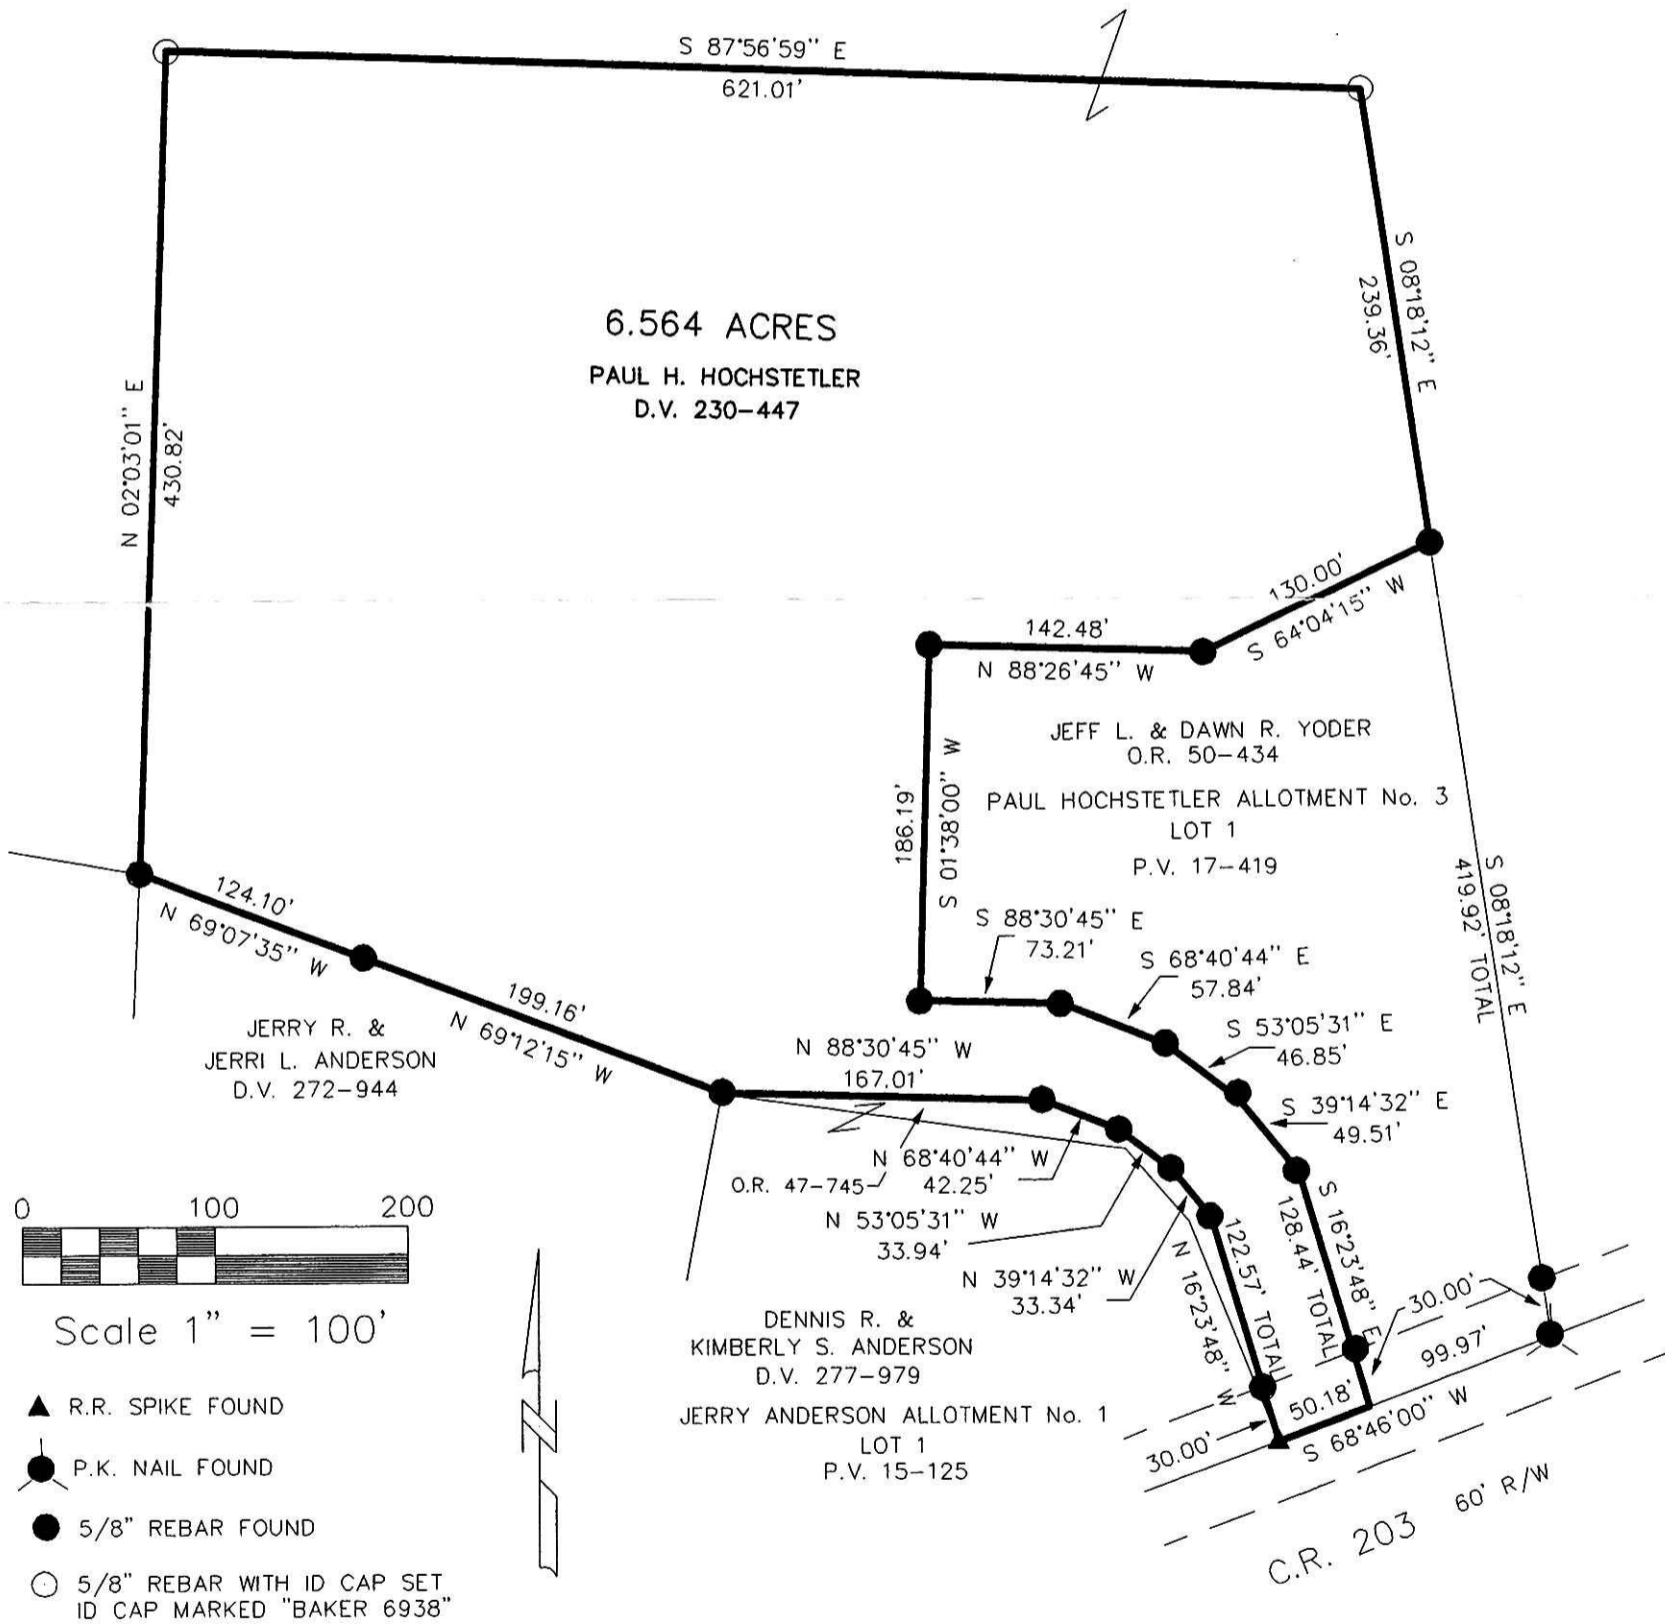 S 87°56'59" E
621.01'
S 08°18'12" E
239.36'
6.564 ACRES
PAUL H. HOCHSTETLER
D.V. 230-447
N 02°03'01" E
430.82'
130.00'
S 64°04'15" W
142.48'
N 88°26'45" W
JEFF L. & DAWN R. YODER
O.R. 50-434
PAUL HOCHSTETLER ALLOTMENT No. 3
LOT 1
P.V. 17-419
186.19'
S 01°38'00" W
S 08°18'12" E
419.92' TOTAL
124.10'
N 69°07'35" W
S 88°30'45" E
73.21'
S 68°40'44" E
57.84'
199.16'
N 69°12'15" W
S 53°05'31" E
46.85'
JERRY R. &
JERRI L. ANDERSON
D.V. 272-944
N 88°30'45" W
167.01'
S 39°14'32" E
49.51'
N 68°40'44" W
42.25'
O.R. 47-745
N 53°05'31" W
33.94'
N 39°14'32" W
33.34'
122.57' TOTAL
N 16°23'48" W
S 16°23'48" E
128.44' TOTAL
30.00'
99.97'
50.18'
S 68°46'00" W
30.00'
C.R. 203 60' R/W
DENNIS R. &
KIMBERLY S. ANDERSON
D.V. 277-979
JERRY ANDERSON ALLOTMENT No. 1
LOT 1
P.V. 15-125
0 100 200
Scale 1" = 100'
N
R.R. SPIKE FOUND
P.K. NAIL FOUND
5/8" REBAR FOUND
5/8" REBAR WITH ID CAP SET
ID CAP MARKED "BAKER 6938"